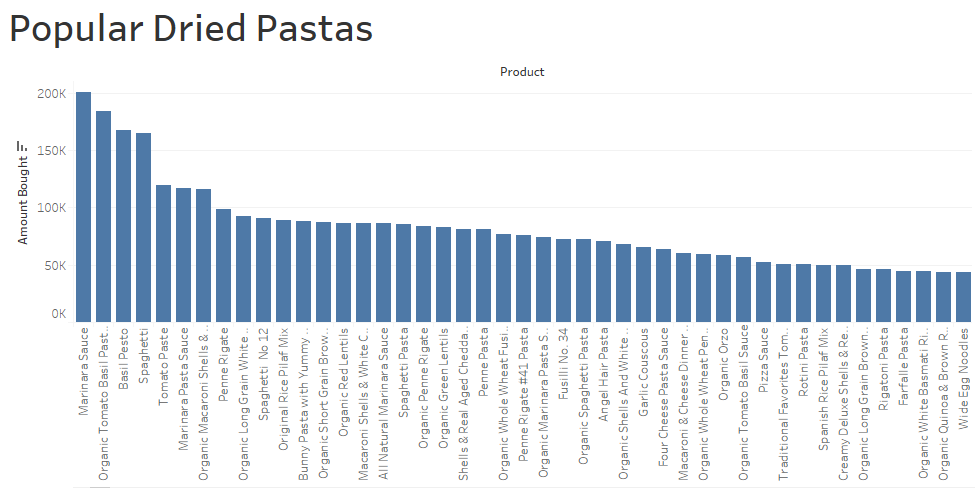 Popular Dried Pastas
Product
Amount Bought
200K
150K
100K
50K
0K
Marinara Sauce
Organic Tomato Basil Past..
Basil Pesto
Spaghetti
Tomato Paste
Marinara Pasta Sauce
Organic Macaroni Shells & ..
Penne Rigate
Organic Long Grain White ..
Spaghetti No 12
Original Rice Pilaf Mix
Bunny Pasta with Yummy ..
Organic Short Grain Brow..
Organic Red Lentils
Macaroni Shells & White C..
All Natural Marinara Sauce
Spaghetti Pasta
Organic Penne Rigate
Organic Green Lentils
Shells & Real Aged Chedda..
Penne Pasta
Organic Whole Wheat Fusi..
Penne Rigate #41 Pasta
Organic Marinara Pasta S..
Fusilli No. 34
Organic Spaghetti Pasta
Angel Hair Pasta
Organic Shells And White ..
Garlic Couscous
Four Cheese Pasta Sauce
Macaroni & Cheese Dinner ..
Organic Whole Wheat Pen..
Organic Orzo
Organic Tomato Basil Sauce
Pizza Sauce
Traditional Favorites Tom..
Rotini Pasta
Spanish Rice Pilaf Mix
Creamy Deluxe Shells & Re..
Organic Long Grain Brown..
Rigatoni Pasta
Farfalle Pasta
Organic White Basmati Ri..
Organic Quinoa & Brown R..
Wide Egg Noodles